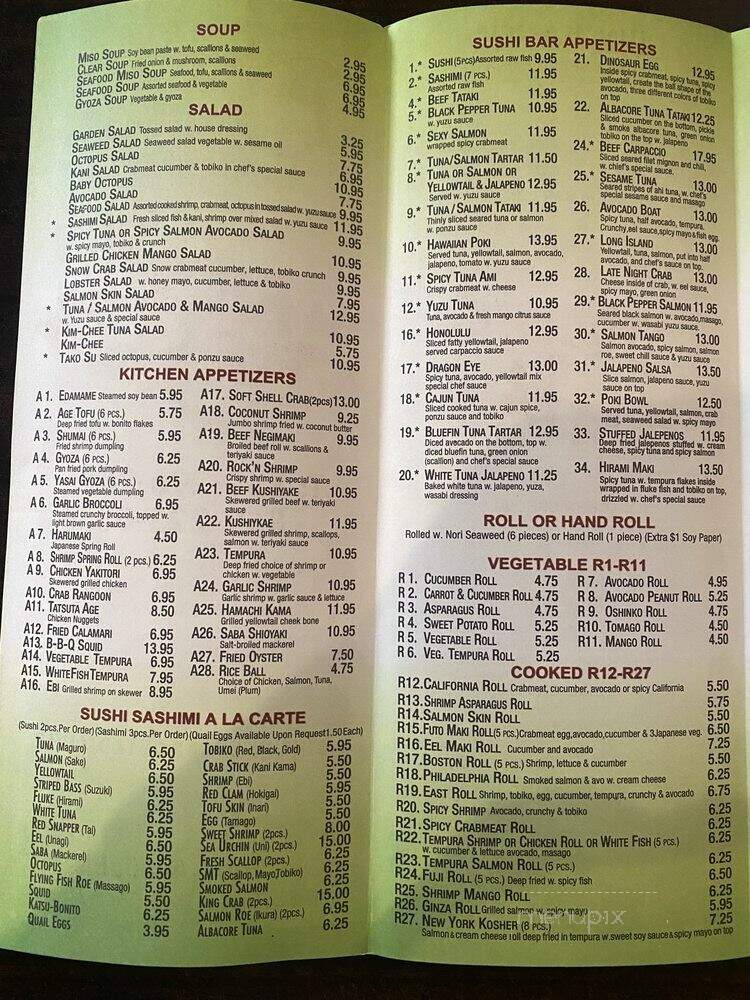 SOUP
MISO SOUP Soy bean paste w. tofu, scallions & seaweed 2.95
CLEAR SOUP Fried onion & mushroom, scallions 2.95
SEAFOOD MISO SOUP Seafood, tofu, scallions & seaweed 6.95
SEAFOOD SOUP Assorted seafood & vegetable 6.95
GYOZA SOUP Vegetable & gyoza 4.95
SALAD
GARDEN SALAD Tossed salad w. house dressing 3.25
SEAWEED SALAD Seaweed salad vegetable w. sesame oil 5.95
OCTOPUS SALAD 7.75
KANI SALAD Crabmeat cucumber & tobiko in chef's special sauce 6.95
BABY OCTOPUS 10.95
AVOCADO SALAD 7.75
SEAFOOD SALAD Assorted cooked shrimp, crabmeat, octopus in tossed salad w. yuzu sauce 9.95
* SASHIMI SALAD Fresh sliced fish & kani, shrimp over mixed salad w. yuzu sauce 11.95
* SPICY TUNA OR SPICY SALMON AVOCADO SALAD 9.95
w. spicy mayo, tobiko & crunch
GRILLED CHICKEN MANGO SALAD 10.95
SNOW CRAB SALAD Snow crabmeat cucumber, lettuce, tobiko crunch 9.95
LOBSTER SALAD w. honey mayo, cucumber, lettuce & tobiko 9.95
SALMON SKIN SALAD 7.95
* TUNA / SALMON AVOCADO & MANGO SALAD 12.95
w. Yuzu sauce & special sauce
* KIM-CHEE TUNA SALAD 10.95
KIM-CHEE 5.75
* TAKO SU Sliced octopus, cucumber & ponzu sauce 10.95
KITCHEN APPETIZERS
A 1. EDAMAME Steamed soy bean 5.95
A 2. AGE TOFU (6 PCS.) 5.75
Deep fried tofu w. bonito flakes
A 3. SHUMAI (6 PCS.) 5.95
Fried shrimp dumpling
A 4. GYOZA (6 PCS.) 6.25
Pan fried pork dumpling
A 5. YASAI GYOZA (6 PCS.) 6.25
Steamed vegetable dumpling
A 6. GARLIC BROCCOLI 6.95
Steamed crunchy broccoli, topped w.
light brown garlic sauce
A 7. HARUMAKI 4.50
Japanese Spring Roll
A 8. SHRIMP SPRING ROLL (2 PCS.) 6.25
A 9. CHICKEN YAKITORI 6.95
Skewered grilled chicken
A10. CRAB RANGOON 6.95
A11. TATSUTA AGE 8.50
Chicken Nuggets
A12. FRIED CALAMARI 6.95
A13. B-B-Q SQUID 13.95
A14. VEGETABLE TEMPURA 6.95
A15. WHITE FISH TEMPURA 7.95
A16. EBI Grilled shrimp on skewer 8.95
A17. SOFT SHELL CRAB(2pcs) 13.00
A18. COCONUT SHRIMP 9.25
Jumbo shrimp fried w. coconut butter
A19. BEEF NEGIMAKI 9.95
Broiled beef roll w. scallions &
teriyaki sauce
A20. ROCK'N SHRIMP 9.95
Crispy shrimp w. special sauce
A21. BEEF KUSHIYAKE 10.95
Skewered grilled beef w. teriyaki
sauce
A22. KUSHIYKAE 11.95
Skewered grilled shrimp, scallops,
salmon w. teriyaki sauce
A23. TEMPURA 10.95
Deep fried choice of shrimp or
chicken w. vegetable
A24. GARLIC SHRIMP 10.95
Garlic shrimp w. garlic sauce & lettuce
A25. HAMACHI KAMA 11.95
Grilled yellowtail cheek bone
A26. SABA SHIOYAKI 10.95
Salt-broiled mackerel
A27. FRIED OYSTER 7.50
A28. RICE BALL 4.75
Choice of Chicken, Salmon, Tuna,
Umei (Plum)
SUSHI SASHIMI A LA CARTE
(Sushi 2pcs.Per Order) (Sashimi 3pcs.Per Order) (Quail Eggs Available Upon Request 1.50 Each)
TUNA (Maguro) 6.50
SALMON (Sake) 6.25
YELLOWTAIL 6.50
STRIPED BASS (Suzuki) 5.95
FLUKE (Hirami) 6.25
WHITE TUNA 6.25
RED SNAPPER (Tai) 5.95
EEL (Unagi) 6.50
SABA (Mackerel) 5.95
OCTOPUS 6.25
FLYING FISH ROE (Massago) 5.95
SQUID 5.50
KATSU-BONITO 6.25
QUAIL EGGS 3.95
TOBIKO (Red, Black, Gold) 5.95
CRAB STICK (Kani Kama) 5.50
SHRIMP (Ebi) 5.50
RED CLAM (Hokigai) 5.95
TOFU SKIN (Inari) 5.50
EGG (Tamago) 5.50
SWEET SHRIMP (2pcs.) 8.00
SEA URCHIN (Uni) (2pcs.) 15.00
FRESH SCALLOP (2pcs.) 6.25
SMT (Scallop,Mayo,Tobiko) 6.25
SMOKED SALMON 6.25
KING CRAB (2pcs.) 15.00
SALMON ROE (Ikura) (2pcs.) 6.95
ALBACORE TUNA 6.25
SUSHI BAR APPETIZERS
1.* SUSHI (5PCS)Assorted raw fish 9.95
2.* SASHIMI (7 PCS.) 11.95
Assorted raw fish
4.* BEEF TATAKI 11.95
5.* BLACK PEPPER TUNA 10.95
w. yuzu sauce
6.* SEXY SALMON 11.95
wrapped spicy crabmeat
7.* TUNA/SALMON TARTAR 11.50
8.* TUNA OR SALMON OR
YELLOWTAIL & JALAPENO 12.95
Served w. yuzu sauce
9.* TUNA / SALMON TATAKI 11.95
Thinly sliced seared tuna or salmon
w. ponzu sauce
10.* HAWAIIAN POKI 13.95
Served tuna, yellowtail, salmon, avocado,
jalapeno, tomato w. yuzu sauce
11.* SPICY TUNA AMI 12.95
Crispy crabmeat w. cheese
12.* YUZU TUNA 10.95
Tuna, avocado & fresh mango citrus sauce
16.* HONOLULU 12.95
Sliced fatty yellowtail, jalapeno
served carpaccio sauce
17.* DRAGON EYE 13.00
Spicy tuna, avocado, yellowtail mix
special chef sauce
18.* CAJUN TUNA 11.95
Sliced cooked tuna w. cajun spice,
ponzu sauce and tobiko
19.* BLUEFIN TUNA TARTAR 12.95
Diced avocado on the bottom, top w.
diced bluefin tuna, green onion
(scallion) and chef's special sauce
20.* WHITE TUNA JALAPENO 11.25
Baked white tuna w. jalapeno, yuza,
wasabi dressing
21. DINOSAUR EGG 12.95
Inside spicy crabmeat, spicy tuna, spicy
yellowtail, create the ball shape of the
avocado, three different colors of tobiko
on top
22. ALBACORE TUNA TATAKI 12.25
Sliced cucumber on the bottom, pickle
& smoke albacore tuna, green onion
tobiko on the top w. jalapeno
24.* BEEF CARPACCIO 17.95
Sliced seared filet mignon and chili,
w. chief's special sauce.
25.* SESAME TUNA 13.00
Seared stripes of ahi tuna, w. chef's
special sesame sauce and masago
26. AVOCADO BOAT 13.00
Spicy tuna, half avocado, tempura,
Crunchy,eel sauce,spicy mayo&fish egg.
27.* LONG ISLAND 13.00
Yellowtail, tuna, salmon, put into half
avocado, and chef's sauce on top.
28. LATE NIGHT CRAB 13.00
Cheese inside of crab, w. eel sauce,
spicy mayo, green onion
29.* BLACK PEPPER SALMON 11.95
Seared black salmon w. avocado,masago,
cucumber w. wasabi yuzu sauce.
30.* SALMON TANGO 13.00
Salmon avocado, spicy salmon, salmon
roe, sweet chili sauce & yuzu sauce
31.* JALAPENO SALSA 13.50
Slice salmon, jalapeno sauce, yuzu
sauce on top
32.* POKI BOWL 12.50
Served tuna, yellowtail, salmon, crab
meat, seaweed salad w. spicy mayo
33. STUFFED JALEPENOS 11.95
Deep fried jalepenos stuffed w. cream
cheese, spicy tuna and spicy salmon
34. HIRAMI MAKI 13.50
Spicy tuna w. tempura flakes inside
wrapped in fluke fish and tobiko on top,
drizzled w. chef's special sauce
ROLL OR HAND ROLL
Rolled w. Nori Seaweed (6 pieces) or Hand Roll (1 piece) (Extra $1 Soy Paper)
VEGETABLE R1-R11
R 1. CUCUMBER ROLL 4.75
R 2. CARROT & CUCUMBER ROLL 4.75
R 3. ASPARAGUS ROLL 4.75
R 4. SWEET POTATO ROLL 5.25
R 5. VEGETABLE ROLL 5.25
R 6. VEG. TEMPURA ROLL 5.25
R 7. AVOCADO ROLL 4.95
R 8. AVOCADO PEANUT ROLL 5.25
R 9. OSHINKO ROLL 4.75
R10. TOMAGO ROLL 4.50
R11. MANGO ROLL 4.50
COOKED R12-R27
R12.CALIFORNIA ROLL Crabmeat, cucumber, avocado or spicy California 5.50
R13.SHRIMP ASPARAGUS ROLL 5.75
R14.SALMON SKIN ROLL 5.50
R15.FUTO MAKI ROLL(5 PCS.)Crabmeat egg,avocado,cucumber & 3Japanese veg. 6.50
R16.EEL MAKI ROLL Cucumber and avocado 7.25
R17.BOSTON ROLL (5 PCS.) Shrimp, lettuce & cucumber 5.50
R18.PHILADELPHIA ROLL Smoked salmon & avo w. cream cheese 6.25
R19.EAST ROLL Shrimp, tobiko, egg, cucumber, tempura, crunchy & avocado 6.75
R20. SPICY SHRIMP Avocado, crunchy & tobiko 6.25
R21.SPICY CRABMEAT ROLL 6.25
R22.TEMPURA SHRIMP OR CHICKEN ROLL OR WHITE FISH (5 PCS.) 6.25
w. cucumber & lettuce avocado, masago
R23.TEMPURA SALMON ROLL (5 PCS.) 6.25
R24.FUJI ROLL (5 PCS.) Deep fried w. spicy fish 6.50
R25. SHRIMP MANGO ROLL 6.25
R26. GINZA ROLL Grilled salmon w. spicy mayo 5.95
R27. NEW YORK KOSHER (8 PCS.) 7.25
Salmon & cream cheese roll deep fried in tempura w.sweet soy sauce & spicy mayo on top
menupix